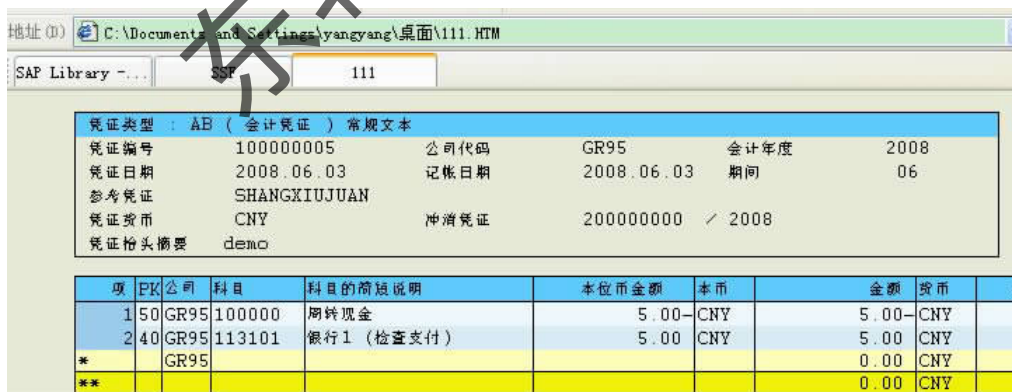 地址(D) C:\Documents and Settings\yangyang\桌面\111.HTM
SAP Library -... SSF 111
凭证类型 : AB ( 会计凭证 ) 常规文本
凭证编号 100000005 公司代码 GR95 会计年度 2008
凭证日期 2008.06.03 记帐日期 2008.06.03 期间 06
参考凭证 SHANGXIUJUAN
凭证货币 CNY 冲消凭证 200000000 / 2008
凭证抬头摘要 demo
项 PK 公司 科目 科目的简短说明 本位币金额 本币 金额 货币
1 50 GR95 100000 周转现金 5.00- CNY 5.00- CNY
2 40 GR95 113101 银行1 (检查支付) 5.00 CNY 5.00 CNY
* GR95 0.00 CNY
** 0.00 CNY